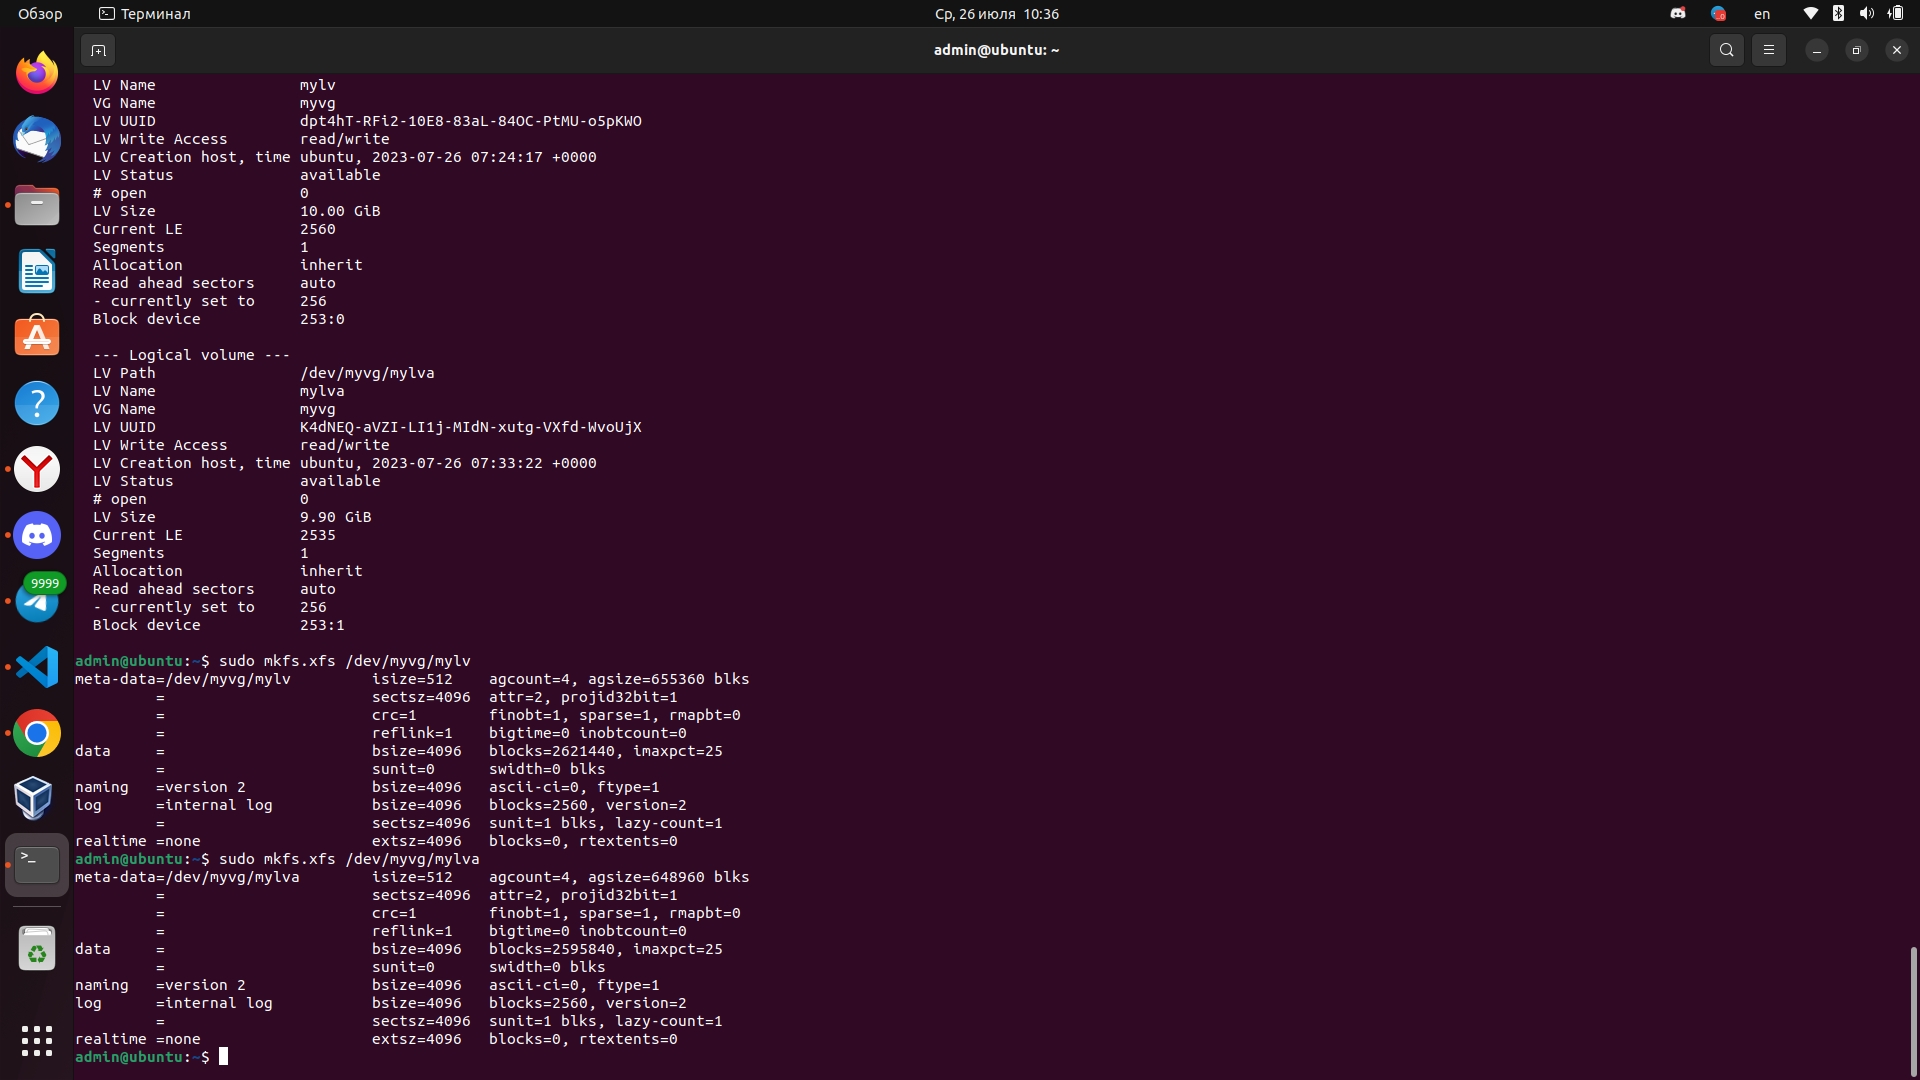 Обзор Терминал Ср, 26 июля 10:36 en
admin@ubuntu: ~
LV Name mylv
VG Name myvg
LV UUID dpt4hT-RFi2-10E8-83aL-84OC-PtMU-o5pKWO
LV Write Access read/write
LV Creation host, time ubuntu, 2023-07-26 07:24:17 +0000
LV Status available
# open 0
LV Size 10.00 GiB
Current LE 2560
Segments 1
Allocation inherit
Read ahead sectors auto
- currently set to 256
Block device 253:0
--- Logical volume ---
LV Path /dev/myvg/mylva
LV Name mylva
VG Name myvg
LV UUID K4dNEQ-aVZI-LI1j-MIdN-xutg-VXfd-WvoUjX
LV Write Access read/write
LV Creation host, time ubuntu, 2023-07-26 07:33:22 +0000
LV Status available
# open 0
LV Size 9.90 GiB
Current LE 2535
Segments 1
Allocation inherit
Read ahead sectors auto
- currently set to 256
Block device 253:1
9999
admin@ubuntu:~$ sudo mkfs.xfs /dev/myvg/mylv
meta-data=/dev/myvg/mylv isize=512 agcount=4, agsize=655360 blks
= sectsz=4096 attr=2, projid32bit=1
= crc=1 finobt=1, sparse=1, rmapbt=0
= reflink=1 bigtime=0 inobtcount=0
data = bsize=4096 blocks=2621440, imaxpct=25
= sunit=0 swidth=0 blks
naming =version 2 bsize=4096 ascii-ci=0, ftype=1
log =internal log bsize=4096 blocks=2560, version=2
= sectsz=4096 sunit=1 blks, lazy-count=1
realtime =none extsz=4096 blocks=0, rtextents=0
admin@ubuntu:~$ sudo mkfs.xfs /dev/myvg/mylva
meta-data=/dev/myvg/mylva isize=512 agcount=4, agsize=648960 blks
= sectsz=4096 attr=2, projid32bit=1
= crc=1 finobt=1, sparse=1, rmapbt=0
= reflink=1 bigtime=0 inobtcount=0
data = bsize=4096 blocks=2595840, imaxpct=25
= sunit=0 swidth=0 blks
naming =version 2 bsize=4096 ascii-ci=0, ftype=1
log =internal log bsize=4096 blocks=2560, version=2
= sectsz=4096 sunit=1 blks, lazy-count=1
realtime =none extsz=4096 blocks=0, rtextents=0
admin@ubuntu:~$